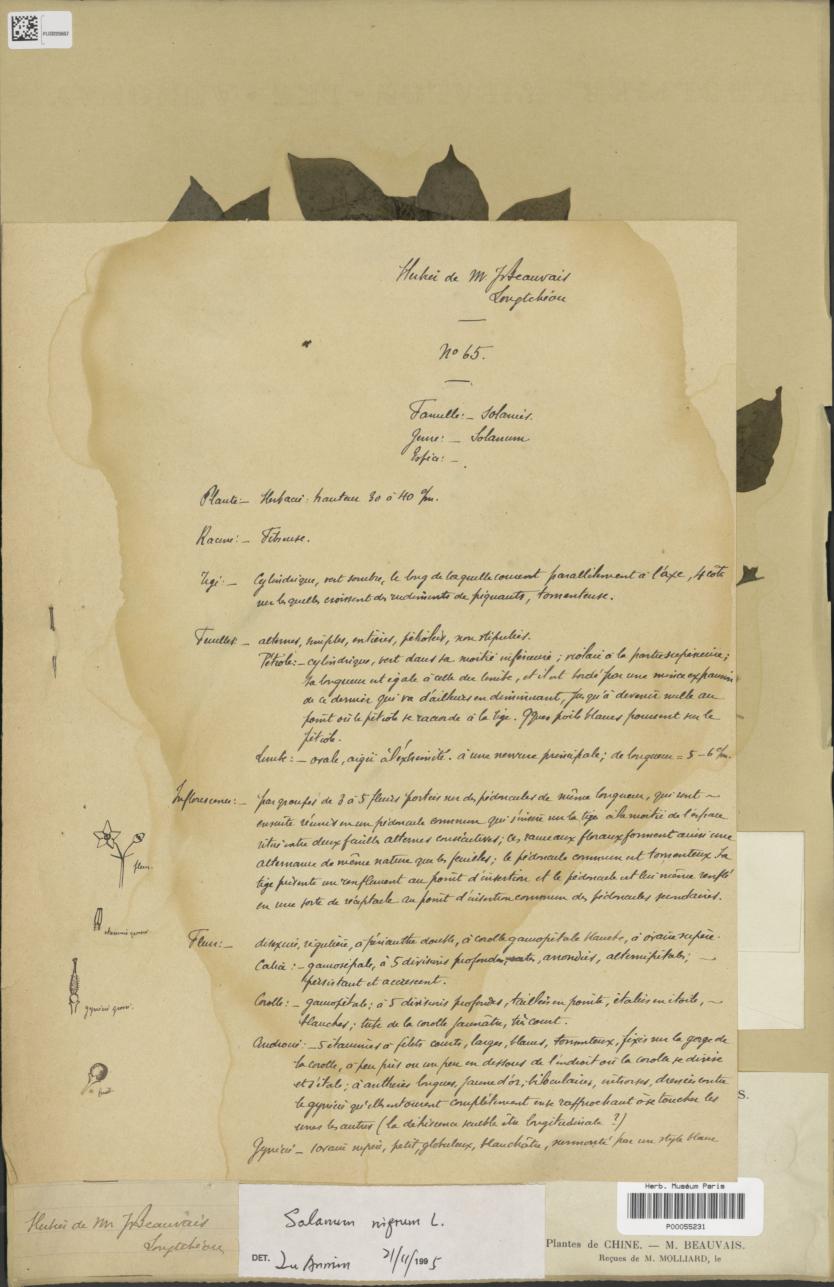 Herbier de M. J. Beauvais
Longtchéou
No 65.
Famille: — Solanées.
Genre: — Solanum
Espèce: —
Plante: — Herbacée: hauteur 30 à 40 c/m.
Racine: — Fibreuse.
Tige: — Cylindrique, vert sombre, le long de laquelle courent parallèlement à l'axe, 4 côtes
sur lesquelles croissent des rudiments de piquants, tomenteuse.
Feuilles — alternes, simples, entières, pétiolées, non stipulées.
Pétiole: — cylindrique, vert dans sa moitié inférieure; violacé à la partie supérieure;
sa longueur est égale à celle du limbe, et il est bordé par une mince expansion
de ce dernier qui va d'ailleurs en diminuant, jusqu'à devenir nulle au
point où le pétiole se raccorde à la tige. Qques poils blancs poussent sur le
pétiole.
Limbe: — ovale, aigüe à l'extrémité. à une nervure principale; de longueur = 5 – 6 c/m.
Inflorescence: — par groupes de 3 à 5 fleurs portées sur des pédoncules de même longueur, qui sont
ensuite réunis en un pédoncule commun qui s'insère sur la tige à la moitié de l'espace
situé entre deux feuilles alternes consécutives; ces rameaux floraux forment ainsi une
alternance de même nature que les feuilles; le pédoncule commun est tomenteux. La
tige présente un renflement au point d'insertion et le pédoncule est lui même renflé
en une sorte de réceptacle au point d'insertion commun des pédoncules secondaires.
Fleur: — désexuée, régulière, à périanthe double, à corolle gamopétale blanche, à ovaire supère.
Calice: — gamosépale, à 5 divisions profondes, arrondies, alternipétales;
persistant et accrescent.
Corolle: — gamopétale; à 5 divisions profondes, taillées en pointe, étalées en étoile,
blanches; tube de la corolle jaunâtre, très court.
Androcée: — 5 étamines à filets courts, larges, blancs, tomenteux, fixés sur la gorge de
la corolle, à peu près ou un peu en dessous de l'endroit où la corolle se divise
et s'étale; à anthères longues, jaune d'or, biloculaires, introrses, dressées contre
le gynécée qu'elles entourent complètement en se rapprochant à se toucher les
unes les autres (la déhiscence semble être longitudinale?)
Gynécée — 1 ovaire supère, petit, globuleux, blanchâtre, surmonté par un style blanc
fleur.
étamine grossie
gynécée grossi.
fruit
Herbier de M. J. Beauvais
Longtchéou
Solanum nigrum L.
DET. Lu Anmin 21/11/1995
Herb. Muséum Paris
P00055231
S.
Plantes de CHINE. — M. BEAUVAIS.
Reçues de M. MOLLIARD, le